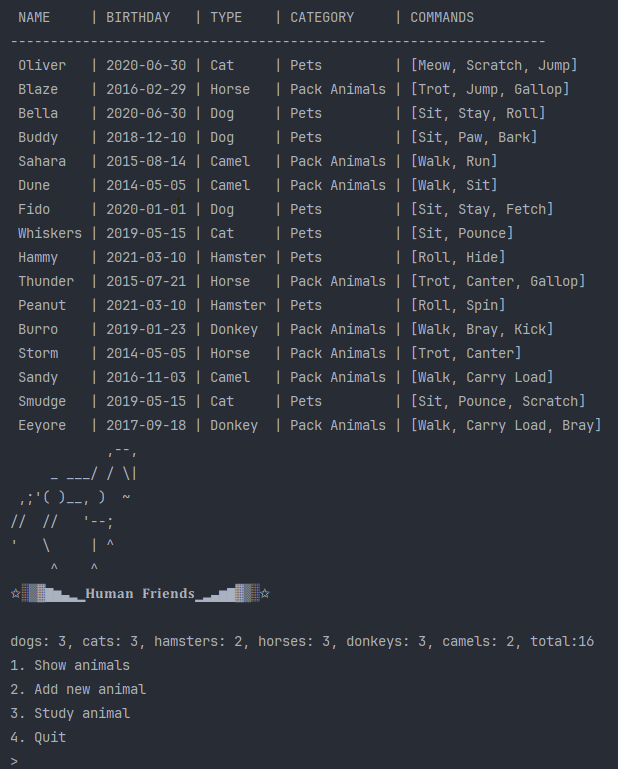 NAME     | BIRTHDAY   | TYPE    | CATEGORY     | COMMANDS
-------------------------------------------------------------------
Oliver   | 2020-06-30 | Cat     | Pets         | [Meow, Scratch, Jump]
Blaze    | 2016-02-29 | Horse   | Pack Animals | [Trot, Jump, Gallop]
Bella    | 2020-06-30 | Dog     | Pets         | [Sit, Stay, Roll]
Buddy    | 2018-12-10 | Dog     | Pets         | [Sit, Paw, Bark]
Sahara   | 2015-08-14 | Camel   | Pack Animals | [Walk, Run]
Dune     | 2014-05-05 | Camel   | Pack Animals | [Walk, Sit]
Fido     | 2020-01-01 | Dog     | Pets         | [Sit, Stay, Fetch]
Whiskers | 2019-05-15 | Cat     | Pets         | [Sit, Pounce]
Hammy    | 2021-03-10 | Hamster | Pets         | [Roll, Hide]
Thunder  | 2015-07-21 | Horse   | Pack Animals | [Trot, Canter, Gallop]
Peanut   | 2021-03-10 | Hamster | Pets         | [Roll, Spin]
Burro    | 2019-01-23 | Donkey  | Pack Animals | [Walk, Bray, Kick]
Storm    | 2014-05-05 | Horse   | Pack Animals | [Trot, Canter]
Sandy    | 2016-11-03 | Camel   | Pack Animals | [Walk, Carry Load]
Smudge   | 2019-05-15 | Cat     | Pets         | [Sit, Pounce, Scratch]
Eeyore   | 2017-09-18 | Donkey  | Pack Animals | [Walk, Carry Load, Bray]
            ,--,
     _ ___/ / \|
 ,;'( )__, )  ~
//  //   '--;
'   \     | ^
     ^    ^
☆░▒▓▆▅▃▂▁Human Friends▁▂▃▅▆▓▒░☆
dogs: 3, cats: 3, hamsters: 2, horses: 3, donkeys: 3, camels: 2, total:16
1. Show animals
2. Add new animal
3. Study animal
4. Quit
>